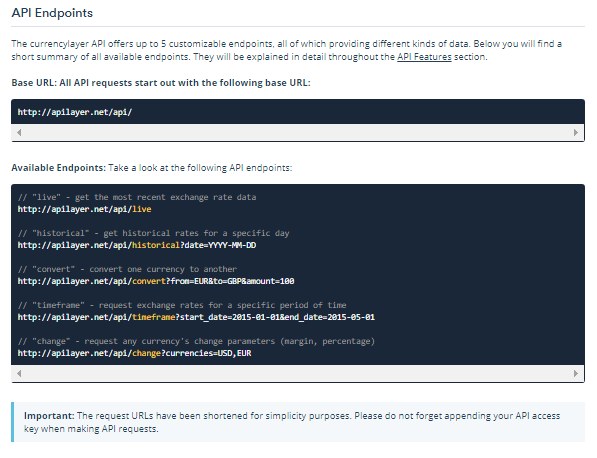 API Endpoints
The currencylayer API offers up to 5 customizable endpoints, all of which providing different kinds of data. Below you will find a
short summary of all available endpoints. They will be explained in detail throughout the API Features section.
Base URL: All API requests start out with the following base URL:
http://apilayer.net/api/
Available Endpoints: Take a look at the following API endpoints:
// "live" - get the most recent exchange rate data
http://apilayer.net/api/live
// "historical" - get historical rates for a specific day
http://apilayer.net/api/historical?date=YYYY-MM-DD
// "convert" - convert one currency to another
http://apilayer.net/api/convert?from=EUR&to=GBP&amount=100
// "timeframe" - request exchange rates for a specific period of time
http://apilayer.net/api/timeframe?start_date=2015-01-01&end_date=2015-05-01
// "change" - request any currency's change parameters (margin, percentage)
http://apilayer.net/api/change?currencies=USD,EUR
Important: The request URLs have been shortened for simplicity purposes. Please do not forget appending your API access
key when making API requests.